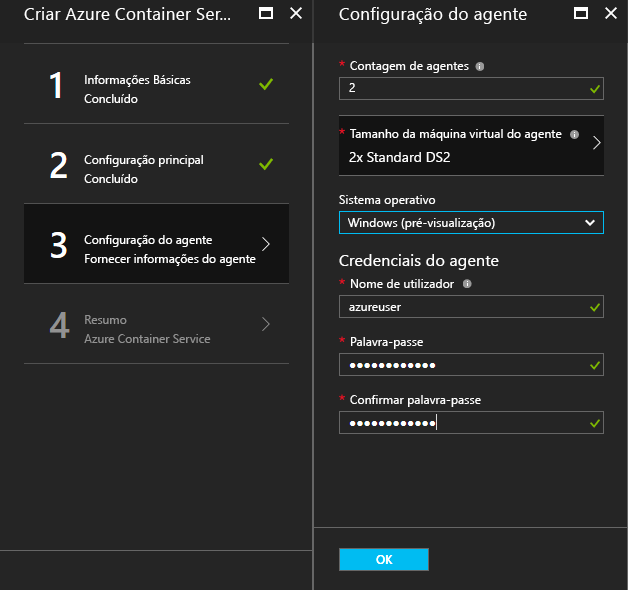 Criar Azure Container Ser...
1
Informações Básicas
Concluído
2
Configuração principal
Concluído
3
Configuração do agente
Fornecer informações do agente
4
Resumo
Azure Container Service
Configuração do agente
* Contagem de agentes
2
* Tamanho da máquina virtual do agente
2x Standard DS2
Sistema operativo
Windows (pré-visualização)
Credenciais do agente
* Nome de utilizador
azureuser
* Palavra-passe
* Confirmar palavra-passe
OK